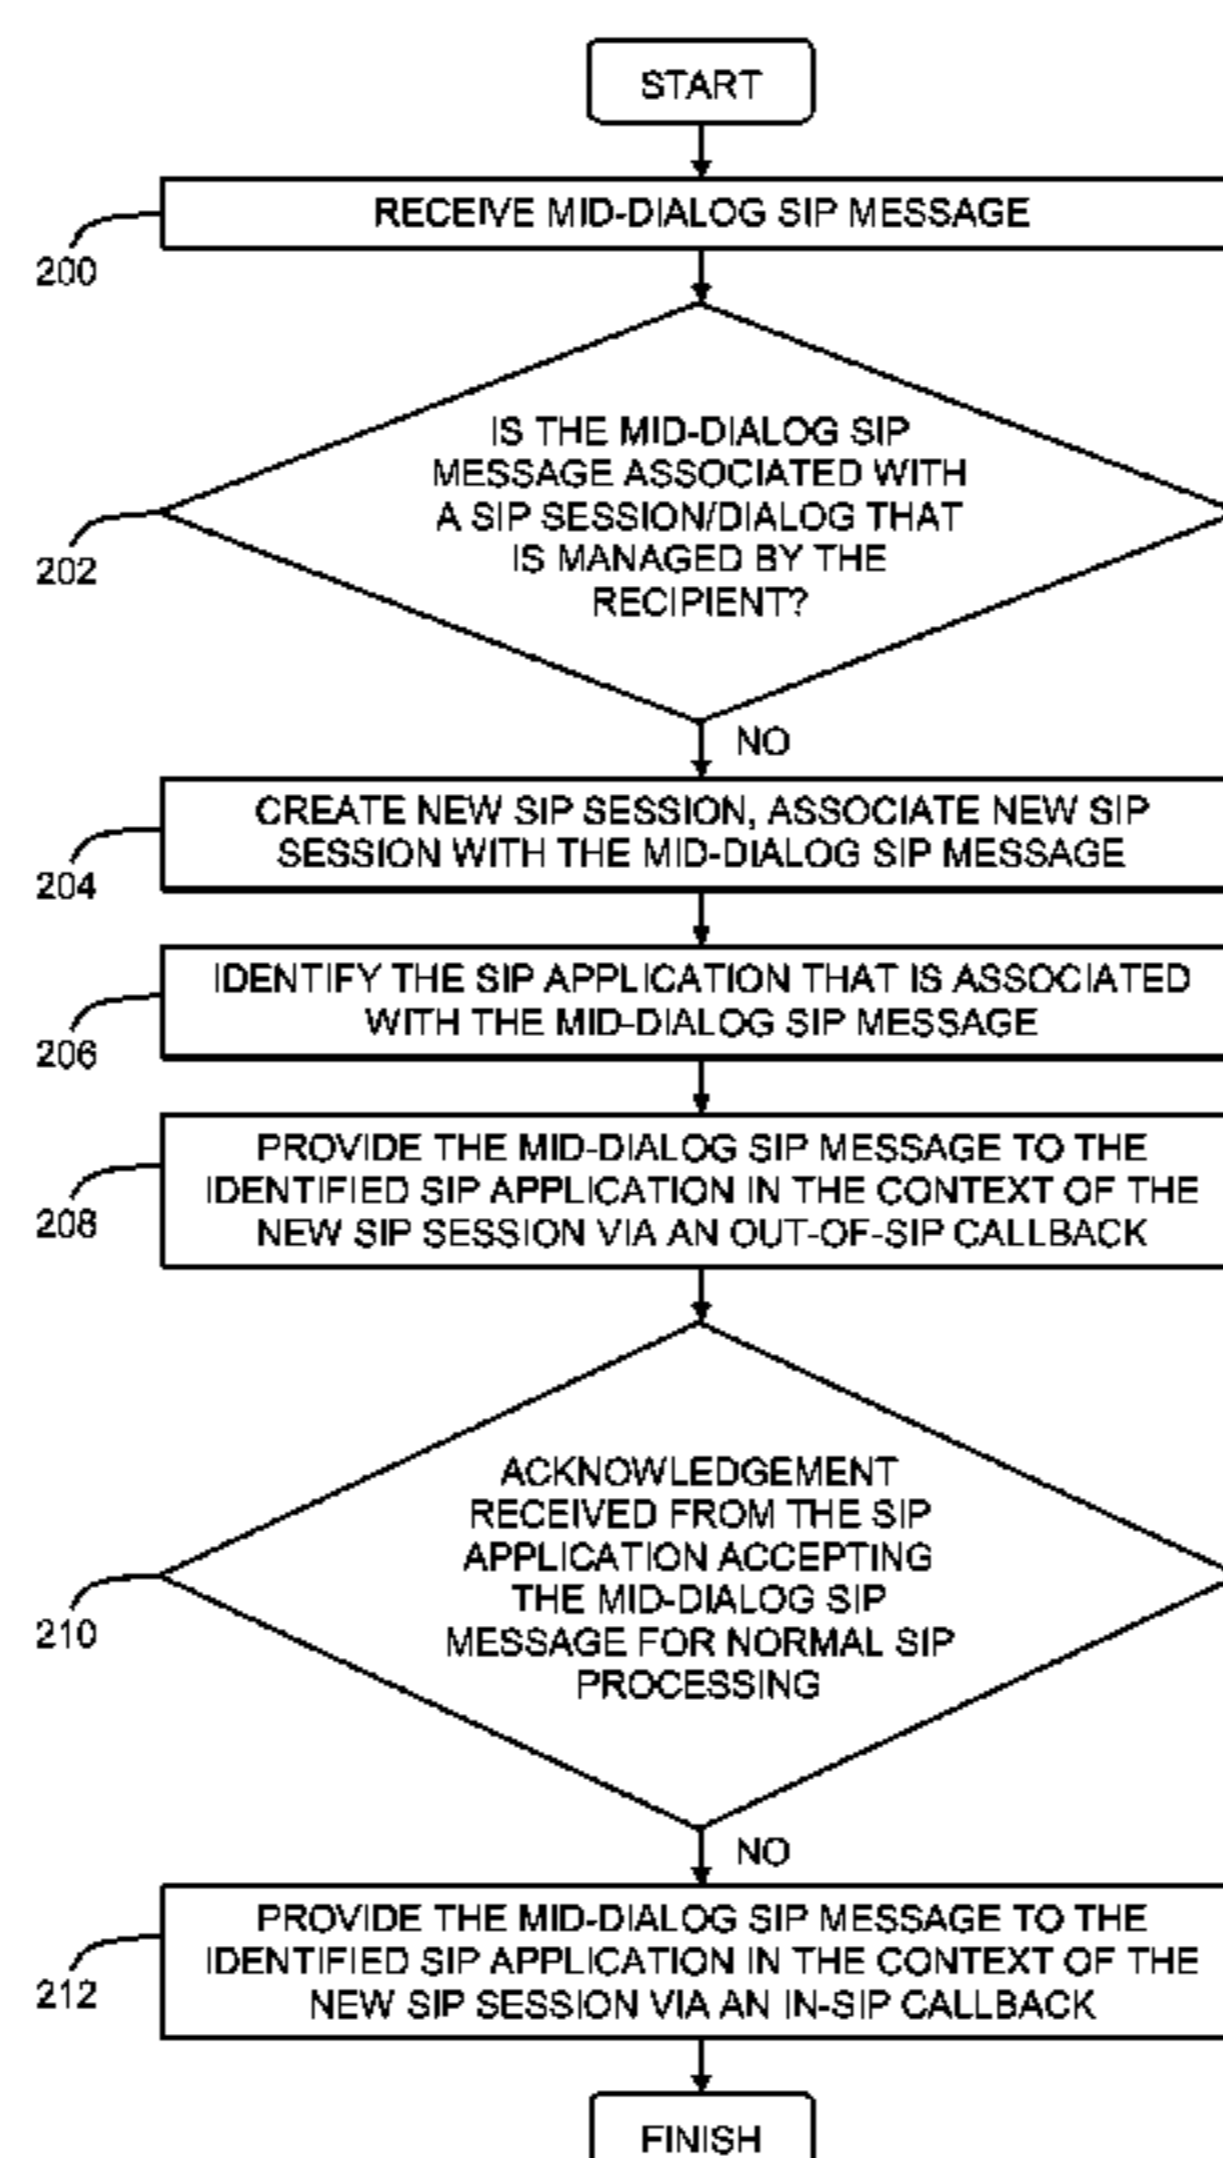 START
RECEIVE MID-DIALOG SIP MESSAGE
200
IS THE MID-DIALOG SIP
MESSAGE ASSOCIATED WITH
A SIP SESSION/DIALOG THAT
IS MANAGED BY THE
RECIPIENT?
202
NO
CREATE NEW SIP SESSION, ASSOCIATE NEW SIP
SESSION WITH THE MID-DIALOG SIP MESSAGE
204
IDENTIFY THE SIP APPLICATION THAT IS ASSOCIATED
WITH THE MID-DIALOG SIP MESSAGE
206
PROVIDE THE MID-DIALOG SIP MESSAGE TO THE
IDENTIFIED SIP APPLICATION IN THE CONTEXT OF THE
NEW SIP SESSION VIA AN OUT-OF-SIP CALLBACK
208
ACKNOWLEDGEMENT
RECEIVED FROM THE SIP
APPLICATION ACCEPTING
THE MID-DIALOG SIP
MESSAGE FOR NORMAL SIP
PROCESSING
210
NO
PROVIDE THE MID-DIALOG SIP MESSAGE TO THE
IDENTIFIED SIP APPLICATION IN THE CONTEXT OF THE
NEW SIP SESSION VIA AN IN-SIP CALLBACK
212
FINISH